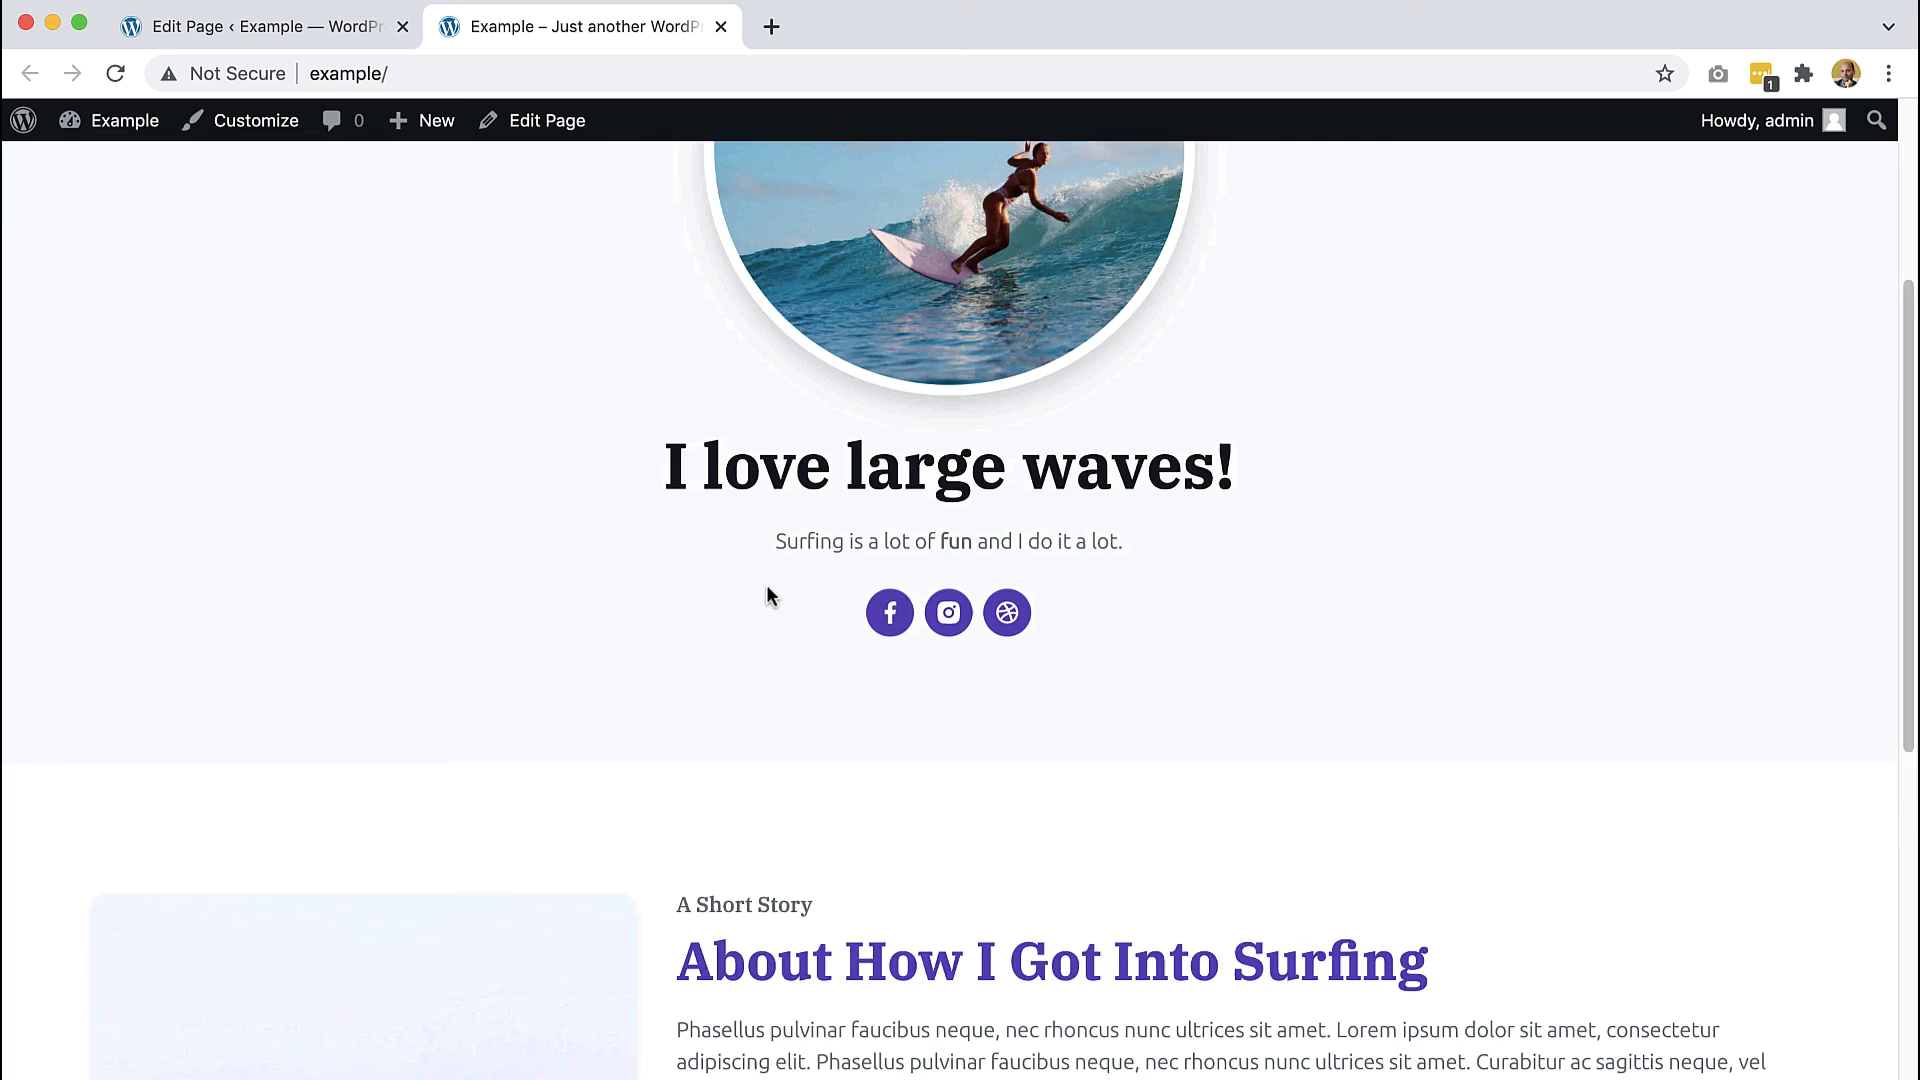 Edit Page ‹ Example — WordPr
Example – Just another WordP
Not Secure
example/
1
Example
Customize
0
New
Edit Page
Howdy, admin
I love large waves!
Surfing is a lot of fun and I do it a lot.
A Short Story
About How I Got Into Surfing
Phasellus pulvinar faucibus neque, nec rhoncus nunc ultrices sit amet. Lorem ipsum dolor sit amet, consectetur
adipiscing elit. Phasellus pulvinar faucibus neque, nec rhoncus nunc ultrices sit amet. Curabitur ac sagittis neque, vel